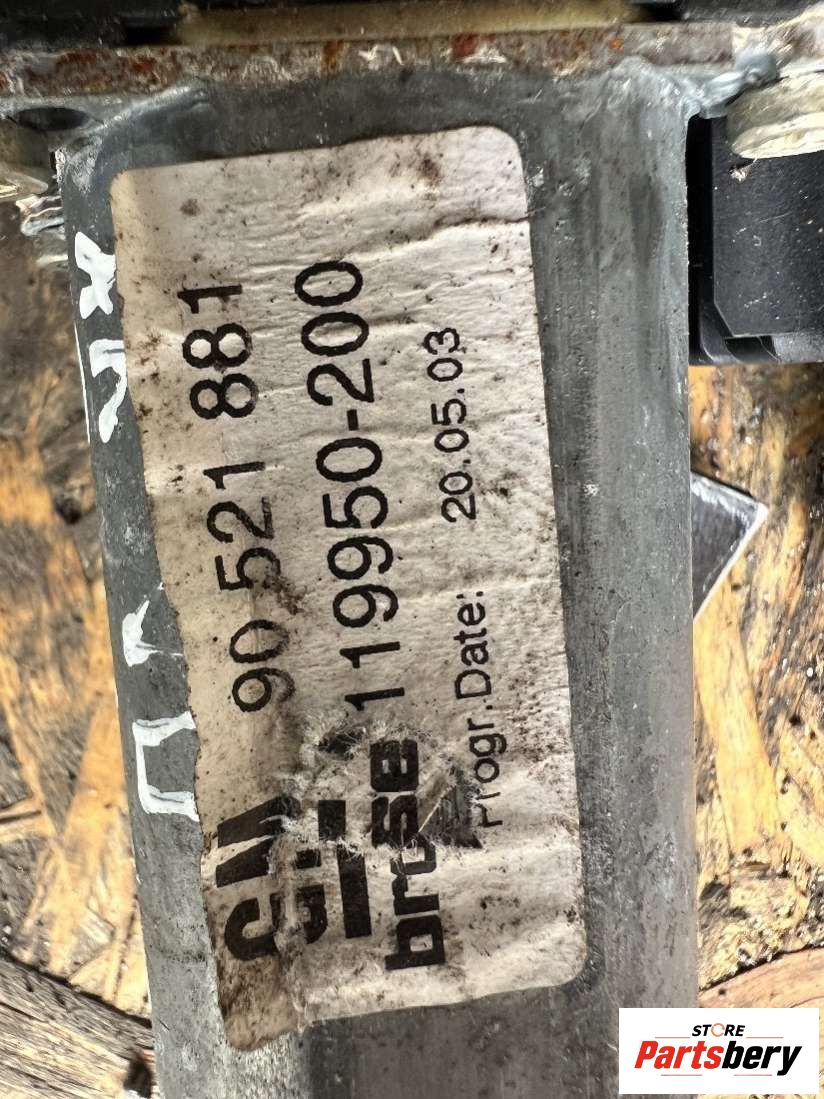 GM 90 521 881
brose 119950-200
Progr.Date: 20.05.03
STORE
Partsbery